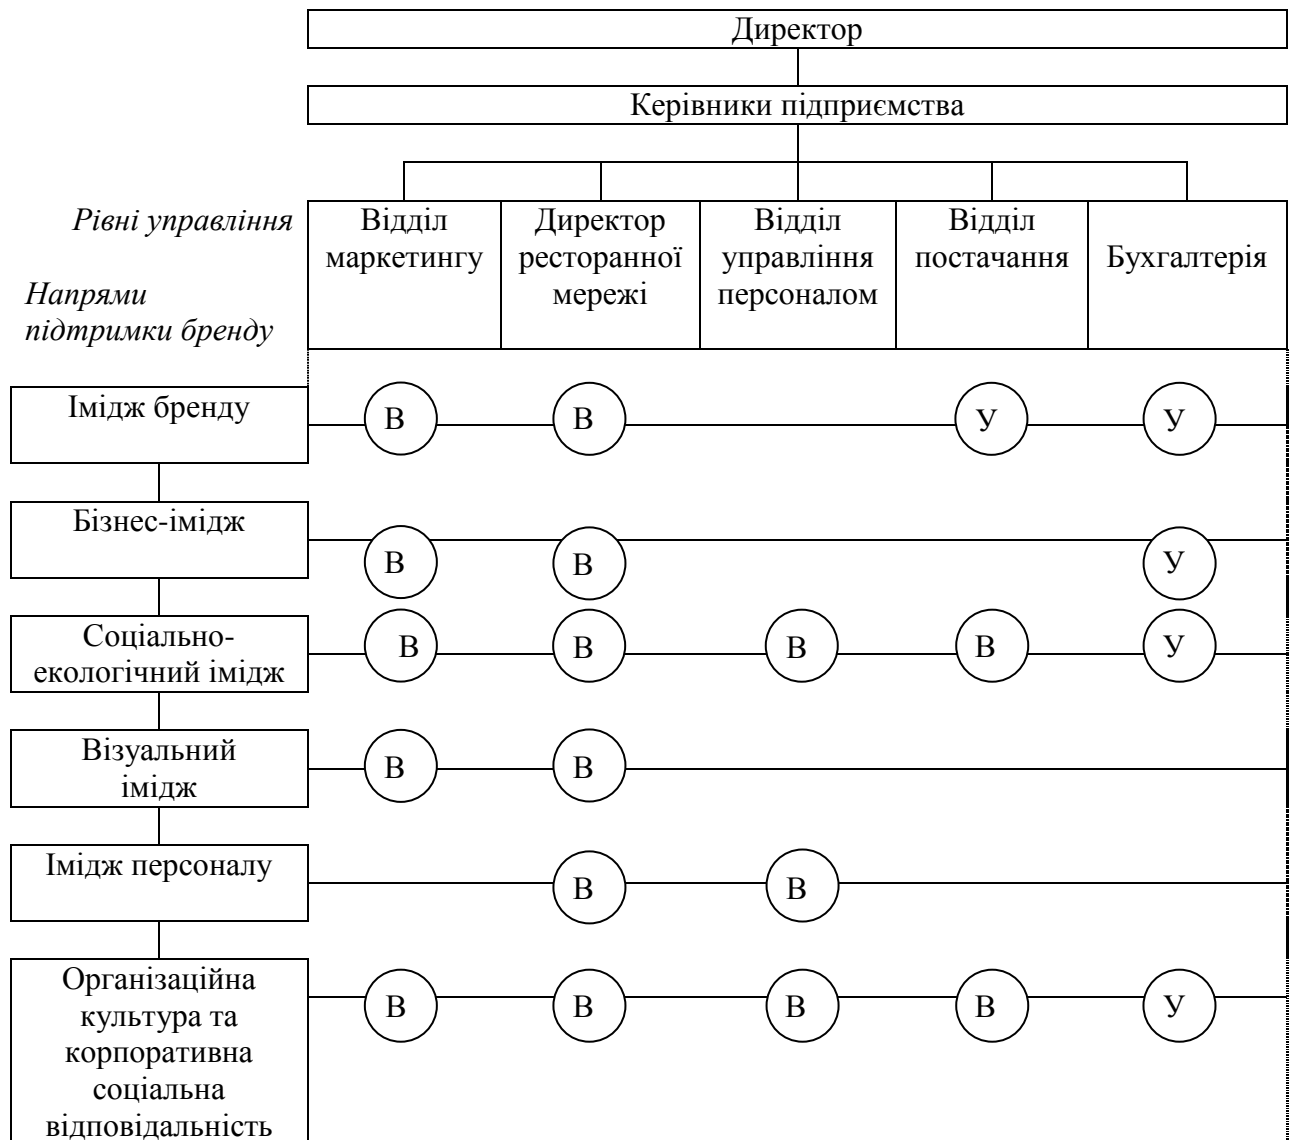 Директор
Керівники підприємства
Рівні управління
Напрями
підтримки бренду
Відділ
маркетингу
Директор
ресторанної
мережі
Відділ
управління
персоналом
Відділ
постачання
Бухгалтерія
Імідж бренду
В В У У
Бізнес-імідж
В В У
Соціально-
екологічний імідж
В В В В У
Візуальний
імідж
В В
Імідж персоналу
В В
Організаційна
культура та
корпоративна
соціальна
відповідальність
В В В В У